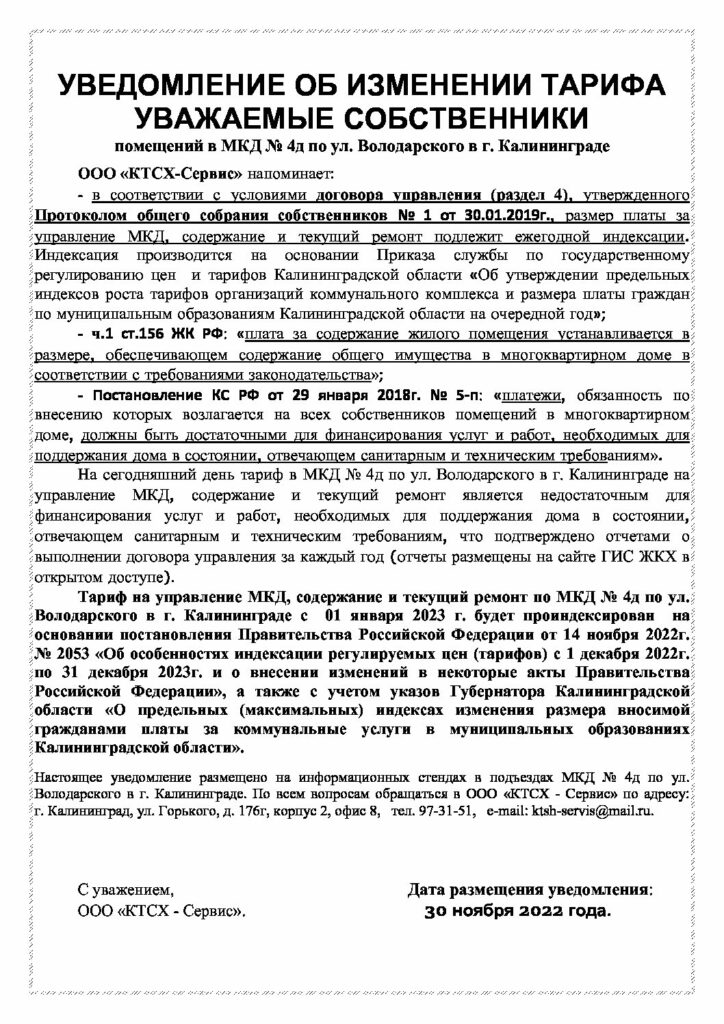 УВЕДОМЛЕНИЕ ОБ ИЗМЕНЕНИИ ТАРИФА
УВАЖАЕМЫЕ СОБСТВЕННИКИ
помещений в МКД № 4д по ул. Володарского в г. Калининграде
ООО «КТСХ-Сервис» напоминает:
- в соответствии с условиями договора управления (раздел 4), утвержденного
Протоколом общего собрания собственников № 1 от 30.01.2019г., размер платы за
управление МКД, содержание и текущий ремонт подлежит ежегодной индексации.
Индексация производится на основании Приказа службы по государственному
регулированию цен и тарифов Калининградской области «Об утверждении предельных
индексов роста тарифов организаций коммунального комплекса и размера платы граждан
по муниципальным образованиям Калининградской области на очередной год»;
- ч.1 ст.156 ЖК РФ: «плата за содержание жилого помещения устанавливается в
размере, обеспечивающем содержание общего имущества в многоквартирном доме в
соответствии с требованиями законодательства»;
- Постановление КС РФ от 29 января 2018г. № 5-п: «платежи, обязанность по
внесению которых возлагается на всех собственников помещений в многоквартирном
доме, должны быть достаточными для финансирования услуг и работ, необходимых для
поддержания дома в состоянии, отвечающем санитарным и техническим требованиям».
На сегодняшний день тариф в МКД № 4д по ул. Володарского в г. Калининграде на
управление МКД, содержание и текущий ремонт является недостаточным для
финансирования услуг и работ, необходимых для поддержания дома в состоянии,
отвечающем санитарным и техническим требованиям, что подтверждено отчетами о
выполнении договора управления за каждый год (отчеты размещены на сайте ГИС ЖКХ в
открытом доступе).
Тариф на управление МКД, содержание и текущий ремонт по МКД № 4д по ул.
Володарского в г. Калининграде с 01 января 2023 г. будет проиндексирован на
основании постановления Правительства Российской Федерации от 14 ноября 2022г.
№ 2053 «Об особенностях индексации регулируемых цен (тарифов) с 1 декабря 2022г.
по 31 декабря 2023г. и о внесении изменений в некоторые акты Правительства
Российской Федерации», а также с учетом указов Губернатора Калининградской
области «О предельных (максимальных) индексах изменения размера вносимой
гражданами платы за коммунальные услуги в муниципальных образованиях
Калининградской области».
Настоящее уведомление размещено на информационных стендах в подъездах МКД № 4д по ул.
Володарского в г. Калининграде. По всем вопросам обращаться в ООО «КТСХ - Сервис» по адресу:
г. Калининград, ул. Горького, д. 176г, корпус 2, офис 8, тел. 97-31-51, e-mail: ktsh-servis@mail.ru.
С уважением,
ООО «КТСХ - Сервис».
Дата размещения уведомления:
30 ноября 2022 года.